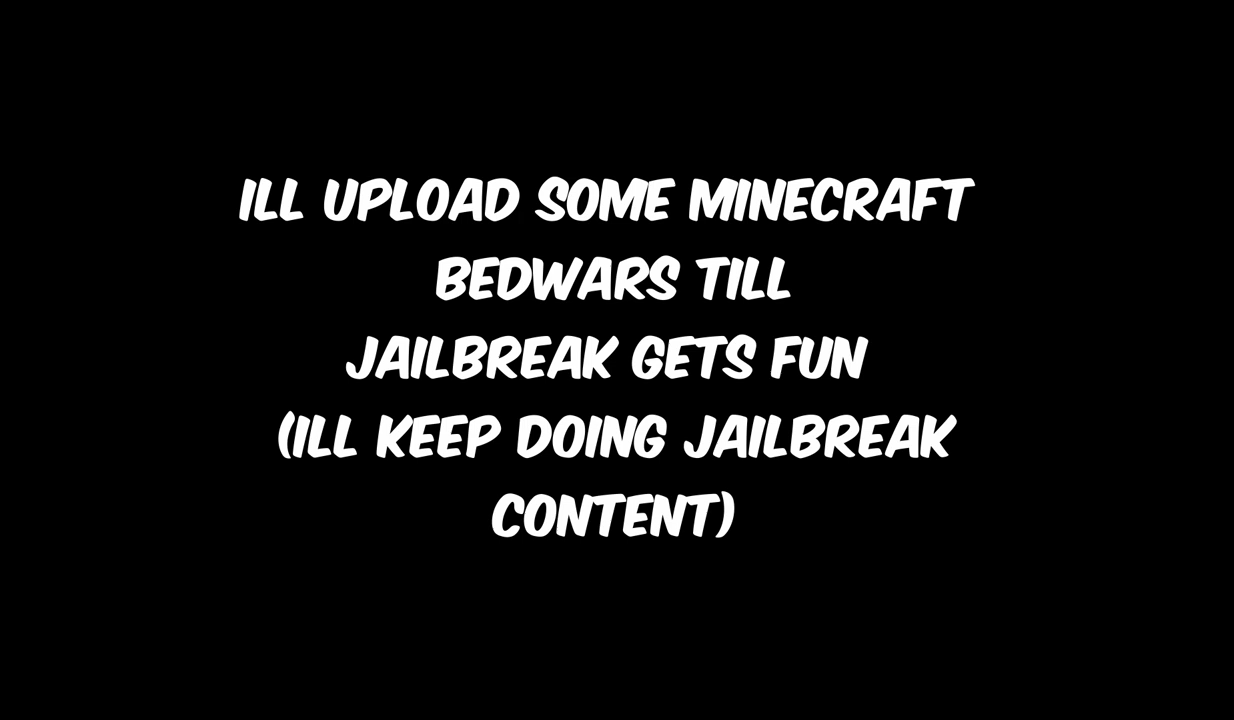 ILL UPLOAD SOME MINECRAFT
BEDWARS TILL
JAILBREAK GETS FUN
(ILL KEEP DOING JAILBREAK
CONTENT)